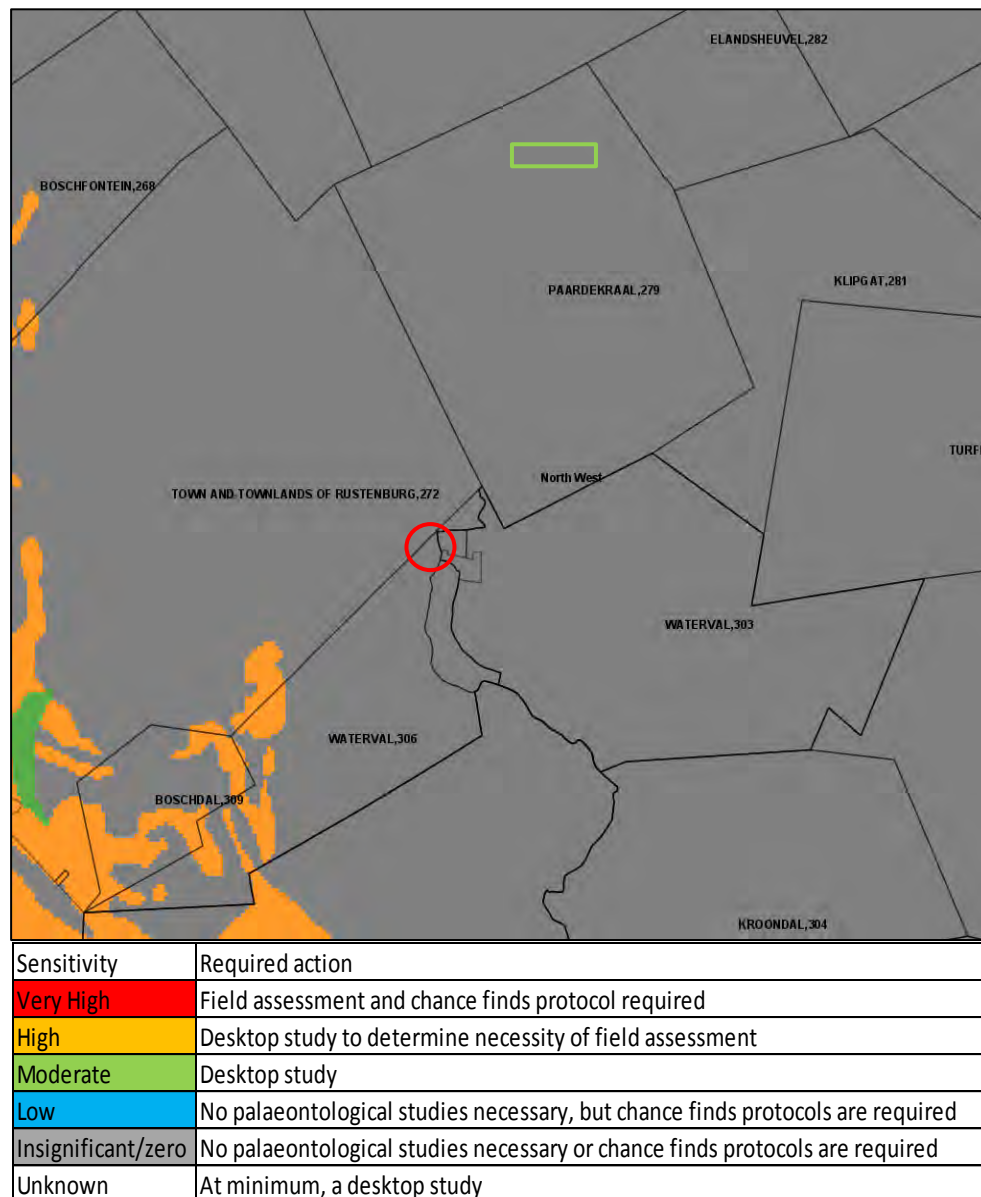 ELANDSHEUVEL,282
BOSCHFONTEIN,268
KLIPGAT,281
PAARDEKRAAL,279
TURF
North West
TOWN AND TOWNLANDS OF RUSTENBURG,272
WATERVAL,303
WATERVAL,306
BOSCHDAL,309
KROONDAL,304
Sensitivity Required action
Very High Field assessment and chance finds protocol required
High Desktop study to determine necessity of field assessment
Moderate Desktop study
Low No palaeontological studies necessary, but chance finds protocols are required
Insignificant/zero No palaeontological studies necessary or chance finds protocols are required
Unknown At minimum, a desktop study